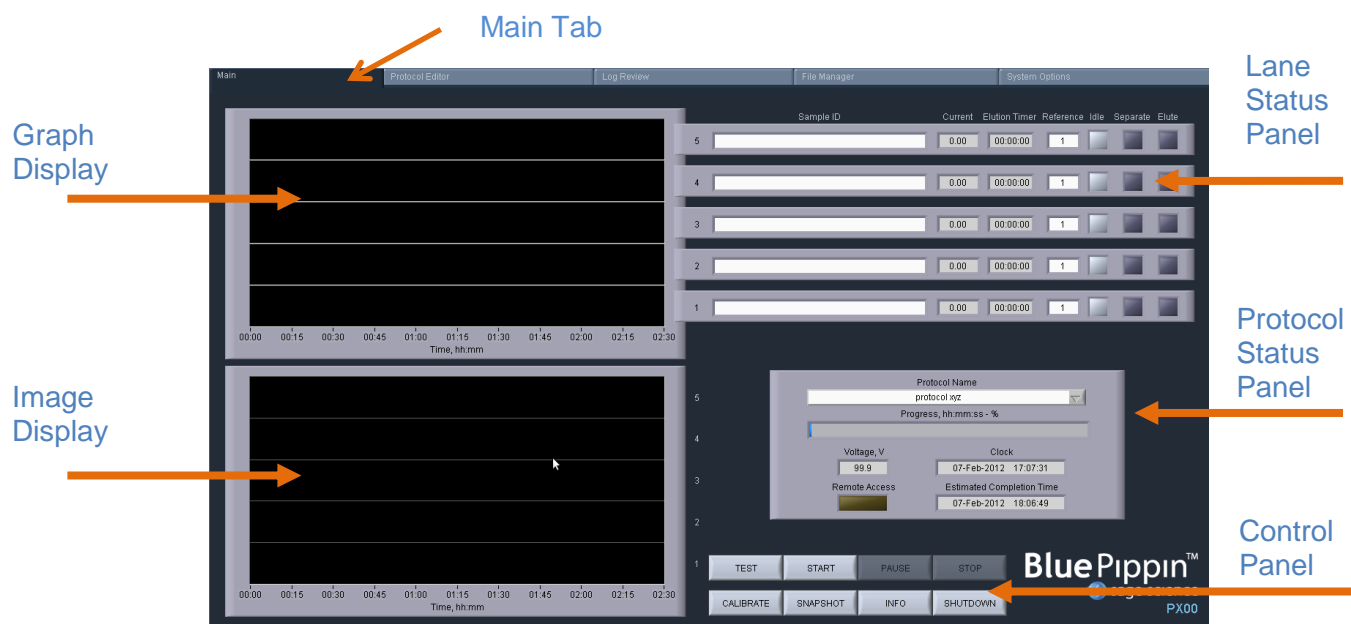 Main Tab
Main
Protocol Editor
Log Review
File Manager
System Options
Graph
Display
Lane
Status
Panel
Sample ID Current Elution Timer Reference Idle Separate Elute
5 0.00 00:00:00 1
4 0.00 00:00:00 1
3 0.00 00:00:00 1
2 0.00 00:00:00 1
1 0.00 00:00:00 1
00:00 00:15 00:30 00:45 01:00 01:15 01:30 01:45 02:00 02:15 02:30
Time, hh:mm
Protocol
Status
Panel
Image
Display
5
4
3
2
1
Protocol Name
protocol xyz
Progress, hh:mm:ss - %
Voltage, V Clock
99.9 07-Feb-2012 17:07:31
Remote Access Estimated Completion Time
07-Feb-2012 18:06:49
Control
Panel
TEST START PAUSE STOP
CALIBRATE SNAPSHOT INFO SHUTDOWN
BluePippin™
PX00
00:00 00:15 00:30 00:45 01:00 01:15 01:30 01:45 02:00 02:15 02:30
Time, hh:mm